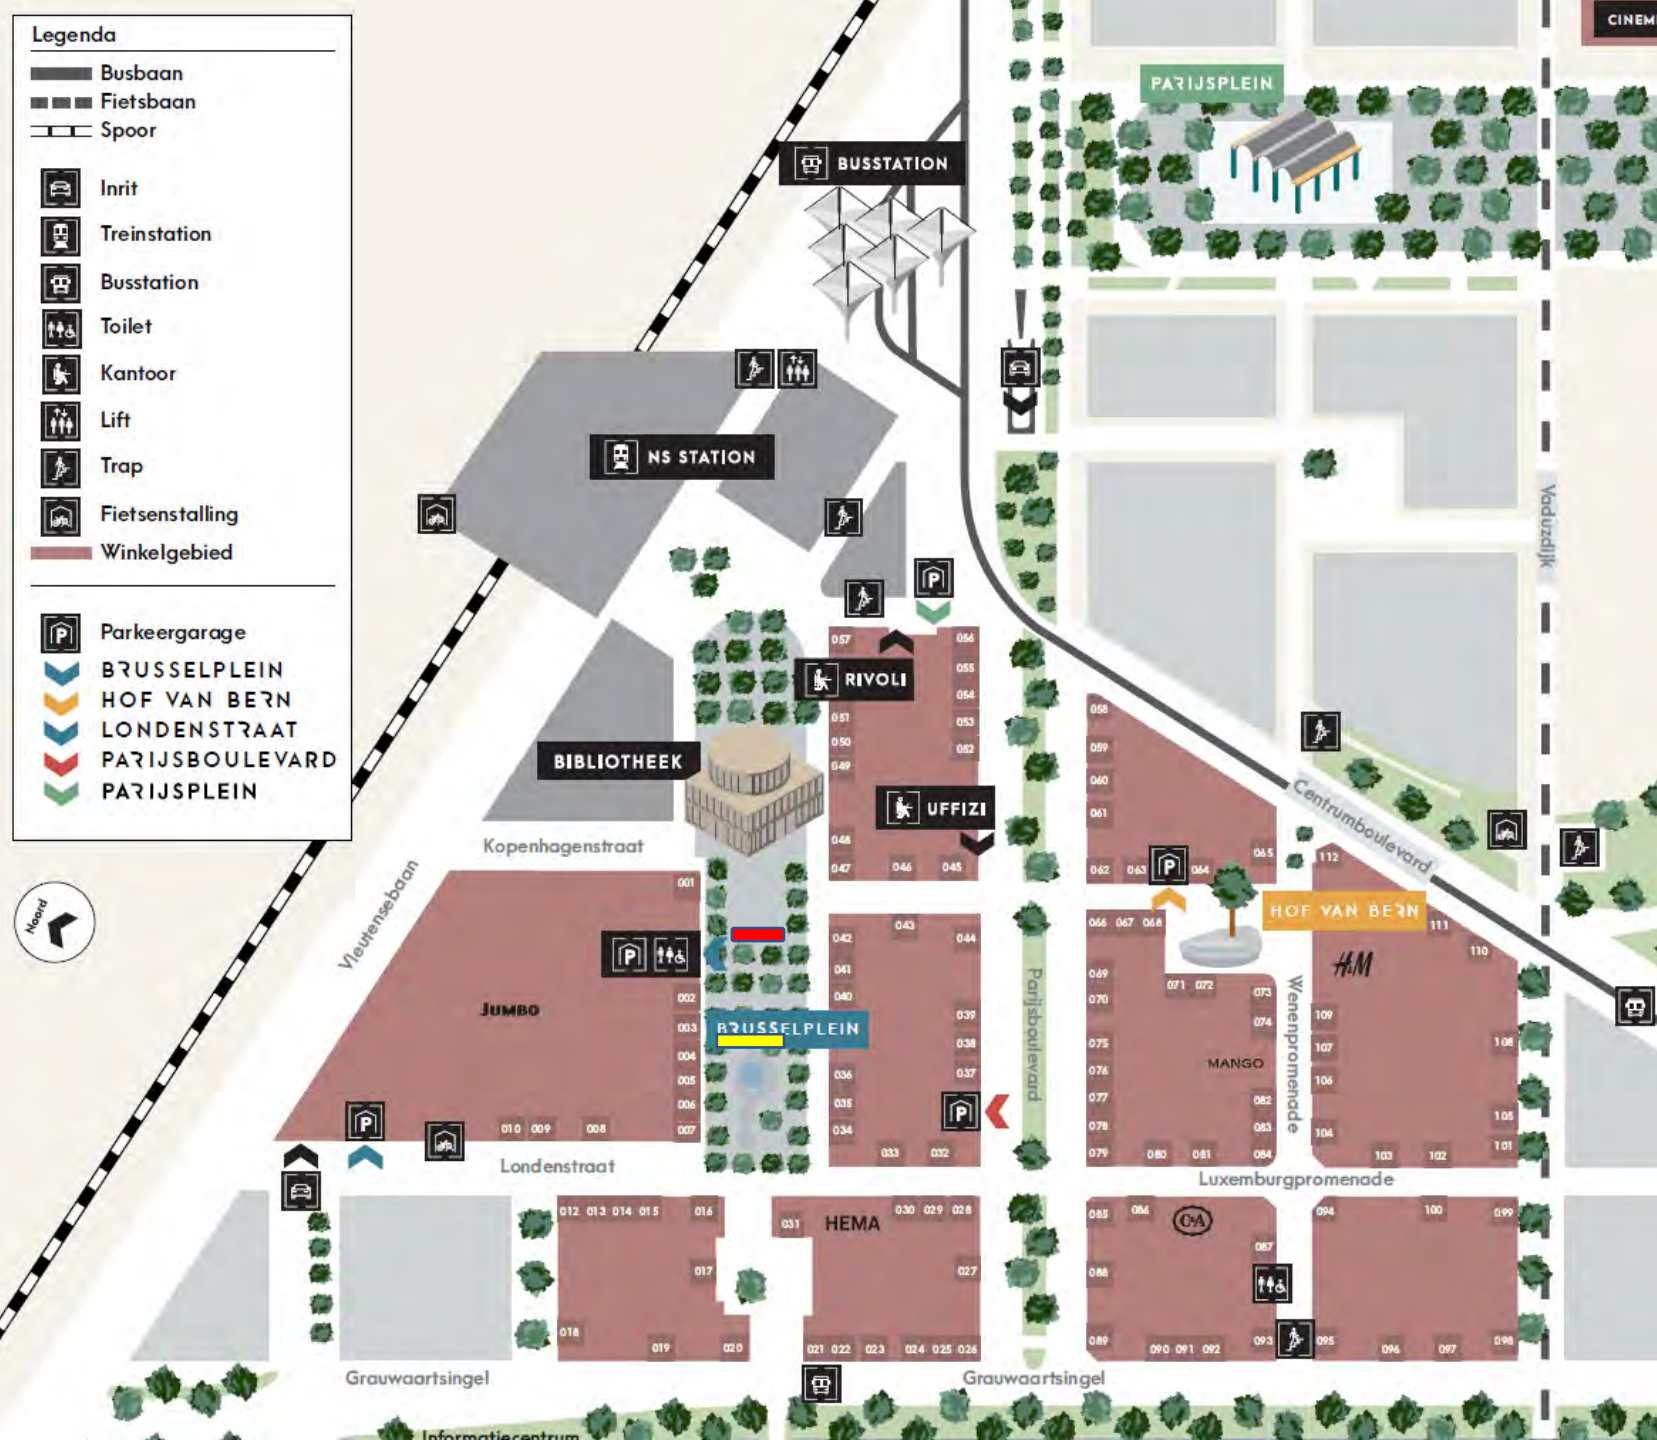 Legenda
Busbaan
Fietsbaan
Spoor
Inrit
Treinstation
Busstation
Toilet
Kantoor
Lift
Trap
Fietsenstalling
Winkelgebied
P Parkeergarage
BRUSSELPLEIN
HOF VAN BERN
LONDENSTRAAT
PARIJSBOULEVARD
PARIJSPLEIN
Noord
CINEM
PARIJSPLEIN
BUSSTATION
NS STATION
Vaduzdijk
P
057 056
RIVOLI
055
054
051 053
050 052
049
BIBLIOTHEEK
UFFIZI
048
047 046 045
Kopenhagenstraat
Vleutensebaan
058
059
060
061
062 063 P 064 065
Centrumboulevard
112
HOF VAN BERN
111
110
H&M
001
P
002
003
004
005
006
007
JUMBO
010 009 008
P
Londenstraat
BRUSSELPLEIN
042 043 044
041
040
039
038
036 037
035
034
033 032
P
Parijsboulevard
066 067 068
069
070
071 072 073
074
075
076
MANGO
077 082
078 083
079 080 081 084
Wenenpromenade
109
107
106
104
103 102
108
105
101
Luxemburgpromenade
012 013 014 015 016
017
018
019 020
031 HEMA 030 029 028
027
021 022 023 024 025 026
085 086 C&A
087
088
089 090 091 092 093
094 100 099
095 096 097 098
Grauwaartsingel
Grauwaartsingel
Informatiecentrum